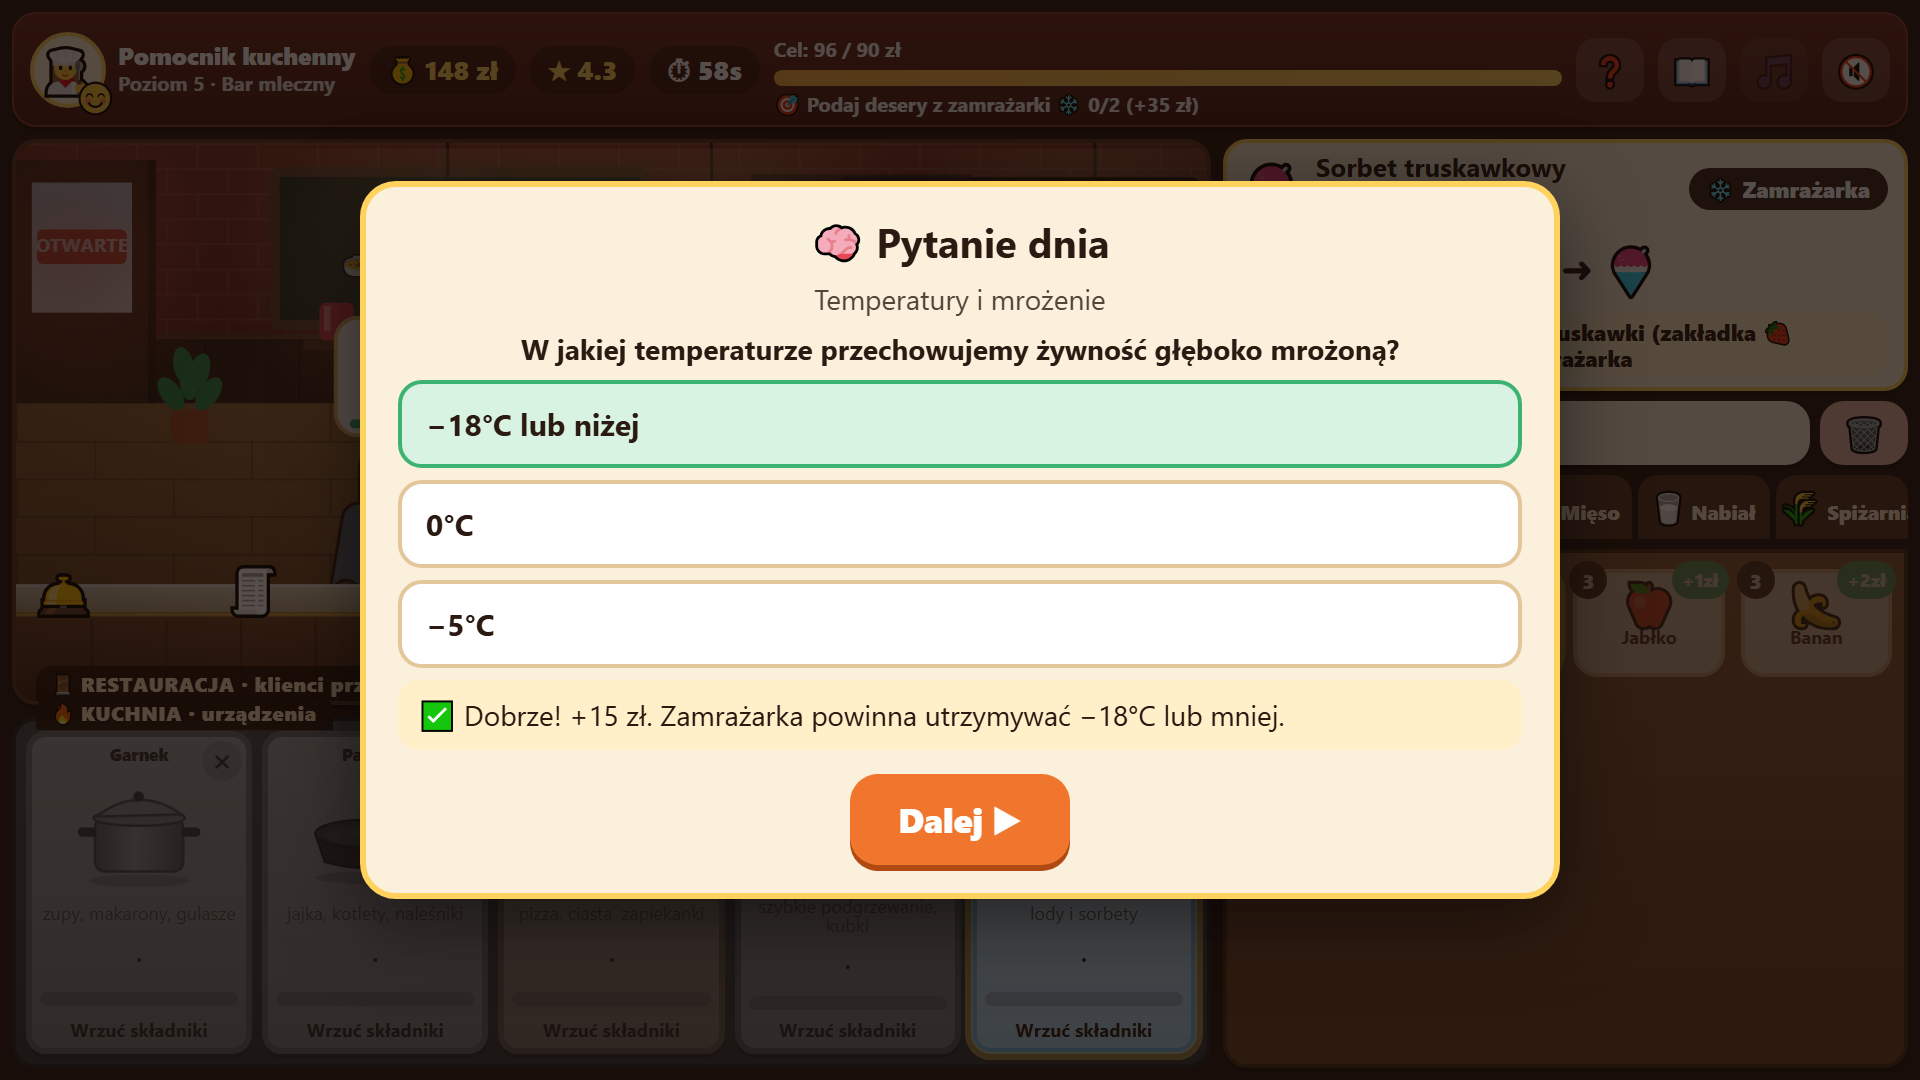 Pomocnik kuchenny
Poziom 5 · Bar mleczny
148 zł
4.3
58s
Cel: 96 / 90 zł
Podaj desery z zamrażarki 0/2 (+35 zł)
OTWARTE
Sorbet truskawkowy
Zamrażarka
Pytanie dnia
Temperatury i mrożenie
W jakiej temperaturze przechowujemy żywność głęboko mrożoną?
−18°C lub niżej
0°C
−5°C
Dobrze! +15 zł. Zamrażarka powinna utrzymywać −18°C lub mniej.
Dalej
(zakładka
Mięso
Nabiał
3
+1zł
Jabłko
3
+2zł
Banan
RESTAURACJA · klienci
KUCHNIA · urządzenia
Garnek
zupy, makarony, gulasze
Wrzuć składniki
jajka, kotlety, naleśniki
Wrzuć składniki
pizza, ciasta, zapiekanki
Wrzuć składniki
szybkie podgrzewanie,
kubki
Wrzuć składniki
lody i sorbety
Wrzuć składniki